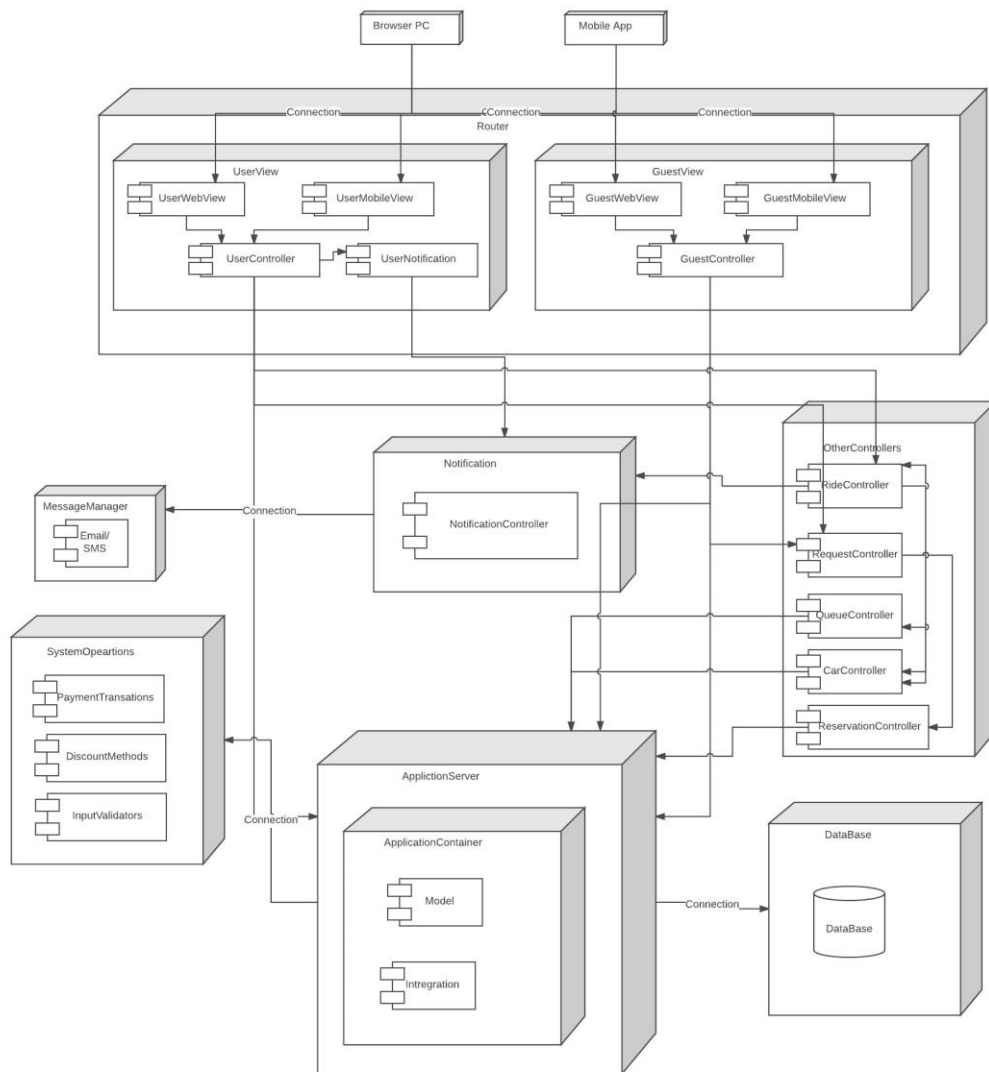 Browser PC
Mobile App
Connection
Connection
Connection
Router
UserView
GuestView
UserWebView
UserMobileView
GuestWebView
GuestMobileView
UserController
UserNotification
GuestController
OtherControllers
Notification
RideController
MessageManager
Email/
SMS
Connection
NotificationController
RequestController
QueueController
SystemOpeartions
CarController
PaymentTransations
ReservationController
DiscountMethods
ApplictionServer
InputValidators
Connection
ApplicationContainer
DataBase
Model
Connection
DataBase
Intregration